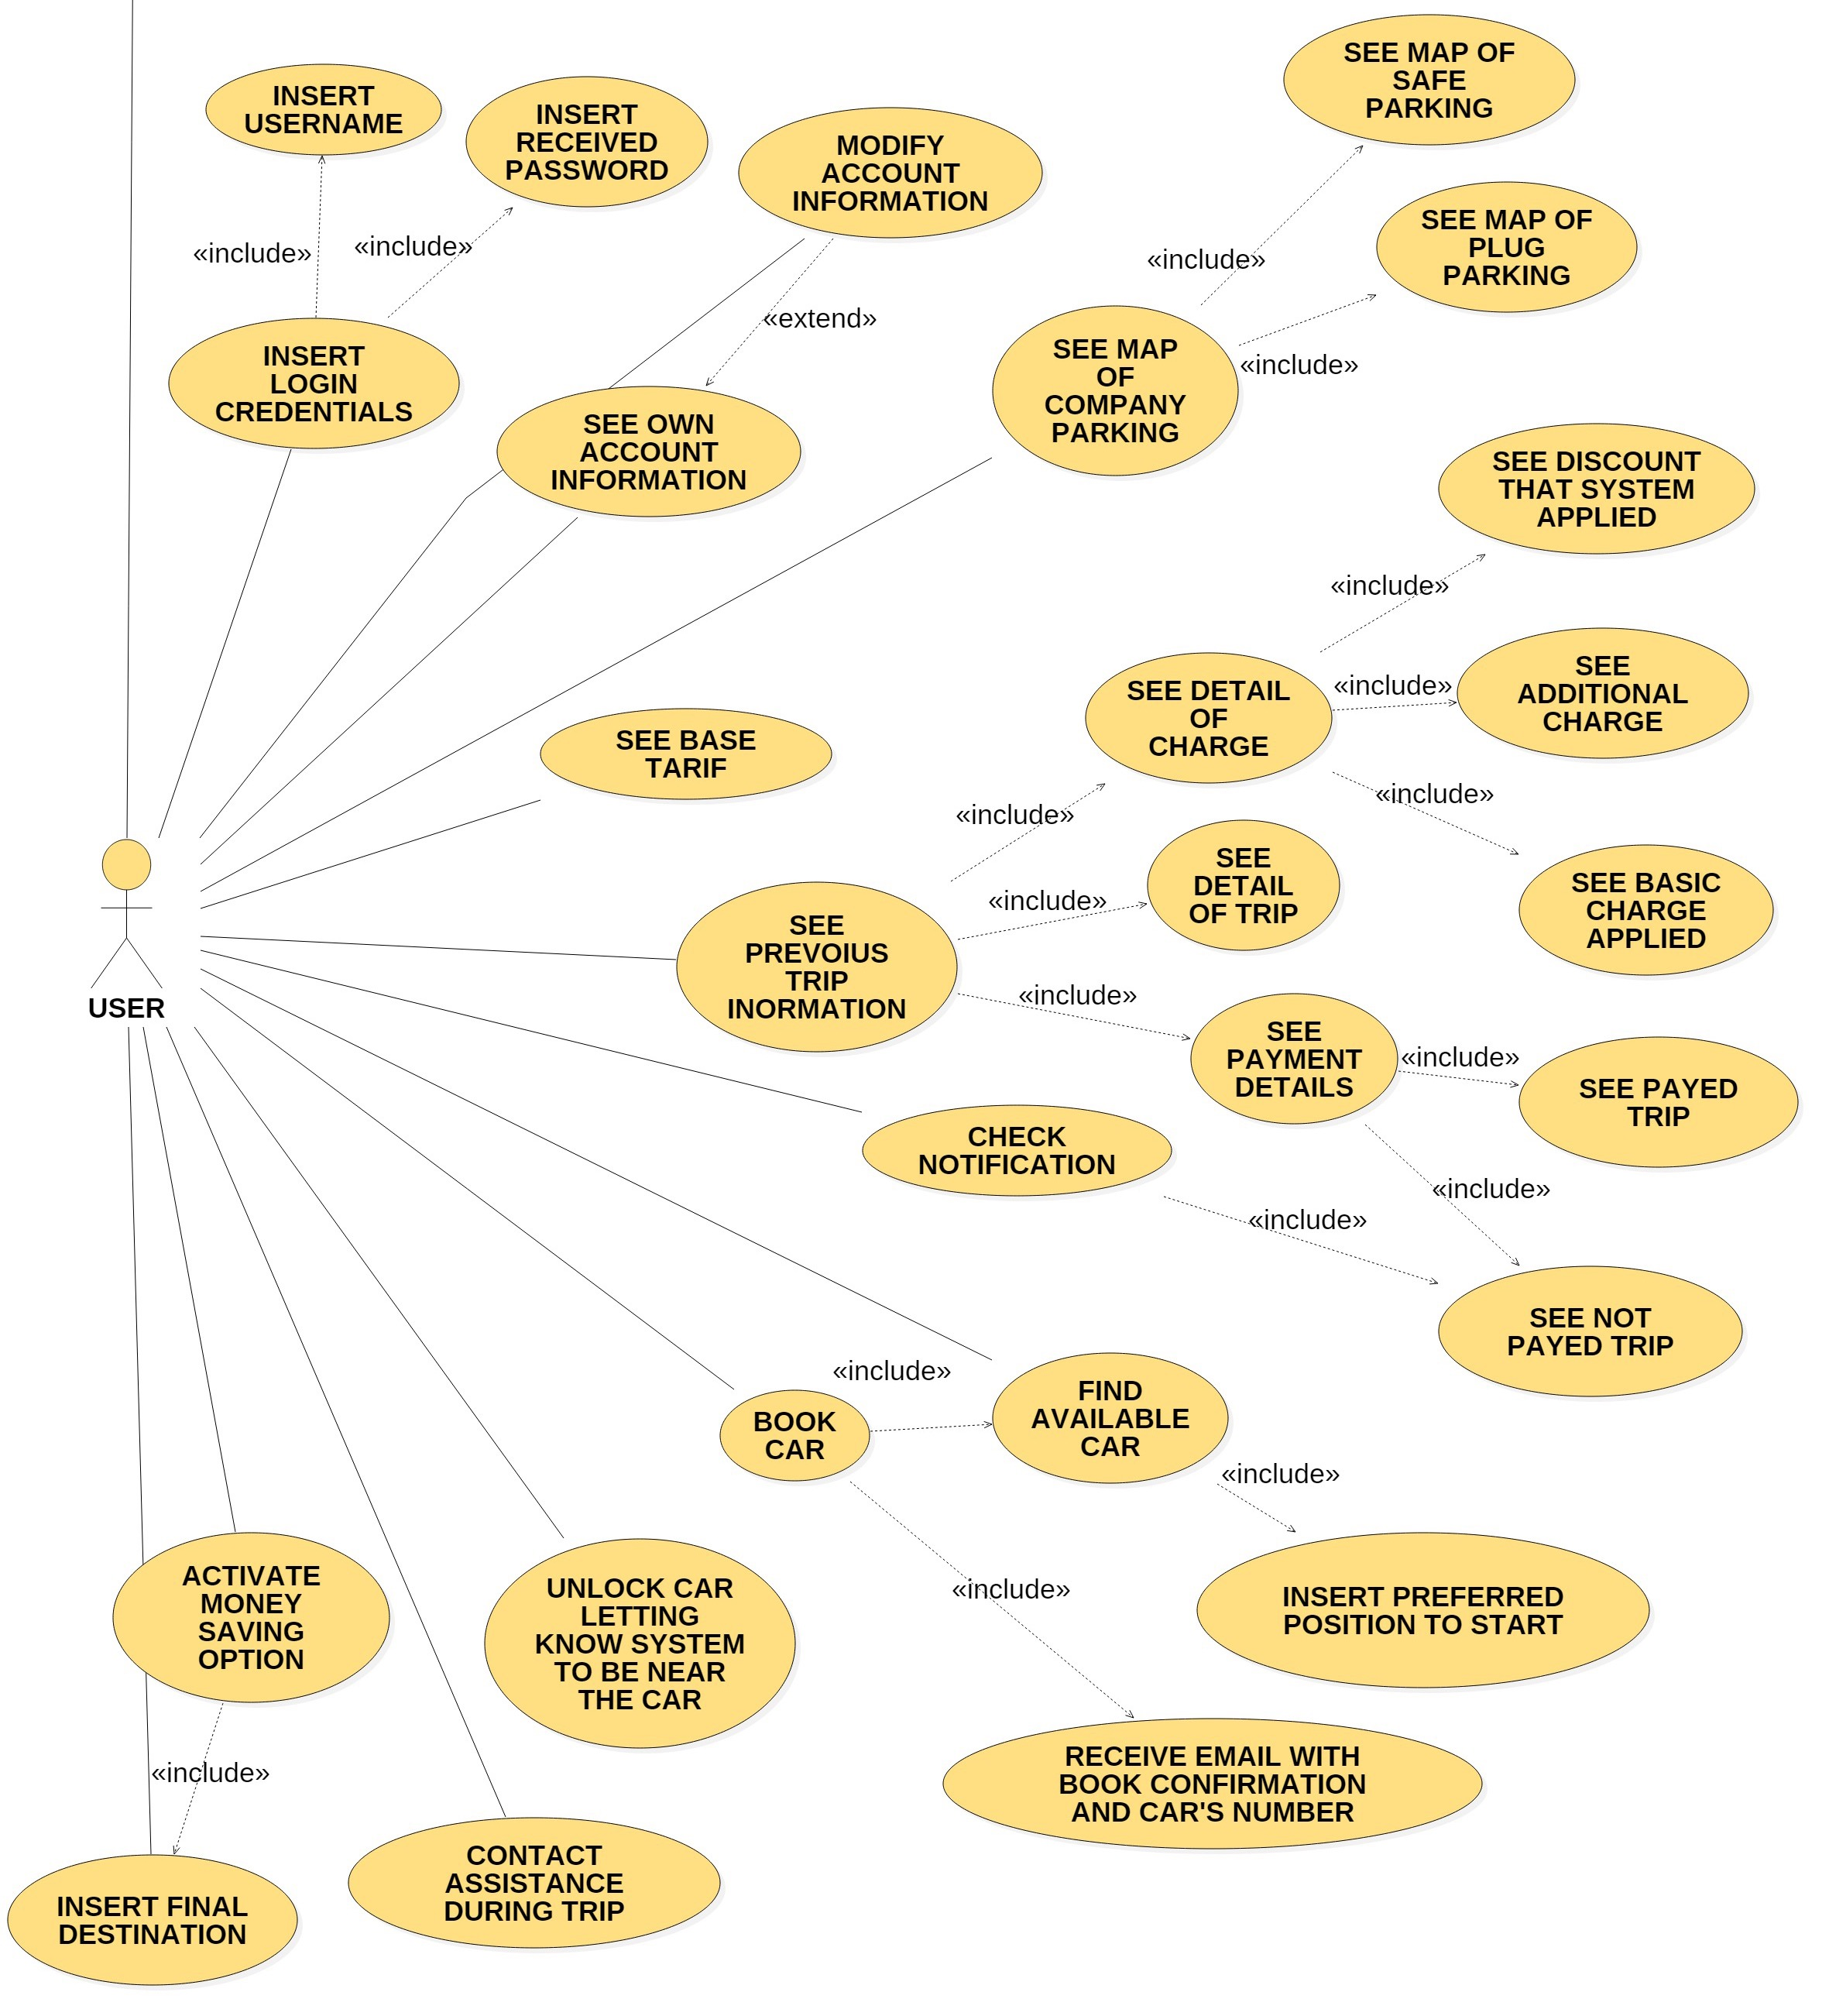 SEE MAP OF
SAFE
PARKING
INSERT
USERNAME
INSERT
RECEIVED
PASSWORD
MODIFY
ACCOUNT
INFORMATION
SEE MAP OF
PLUG
PARKING
«include»
«include»
«include»
«extend»
«include»
INSERT
LOGIN
CREDENTIALS
SEE MAP
OF
COMPANY
PARKING
SEE OWN
ACCOUNT
INFORMATION
SEE DISCOUNT
THAT SYSTEM
APPLIED
«include»
SEE
ADDITIONAL
CHARGE
«include»
SEE DETAIL
OF
CHARGE
SEE BASE
TARIF
«include»
«include»
SEE
DETAIL
OF TRIP
SEE BASIC
CHARGE
APPLIED
«include»
SEE
PREVOIUS
TRIP
INORMATION
USER
«include»
SEE
PAYMENT
DETAILS
«include»
SEE PAYED
TRIP
CHECK
NOTIFICATION
«include»
«include»
SEE NOT
PAYED TRIP
«include»
BOOK
CAR
FIND
AVAILABLE
CAR
«include»
ACTIVATE
MONEY
SAVING
OPTION
UNLOCK CAR
LETTING
KNOW SYSTEM
TO BE NEAR
THE CAR
«include»
INSERT PREFERRED
POSITION TO START
«include»
RECEIVE EMAIL WITH
BOOK CONFIRMATION
AND CAR'S NUMBER
CONTACT
ASSISTANCE
DURING TRIP
INSERT FINAL
DESTINATION